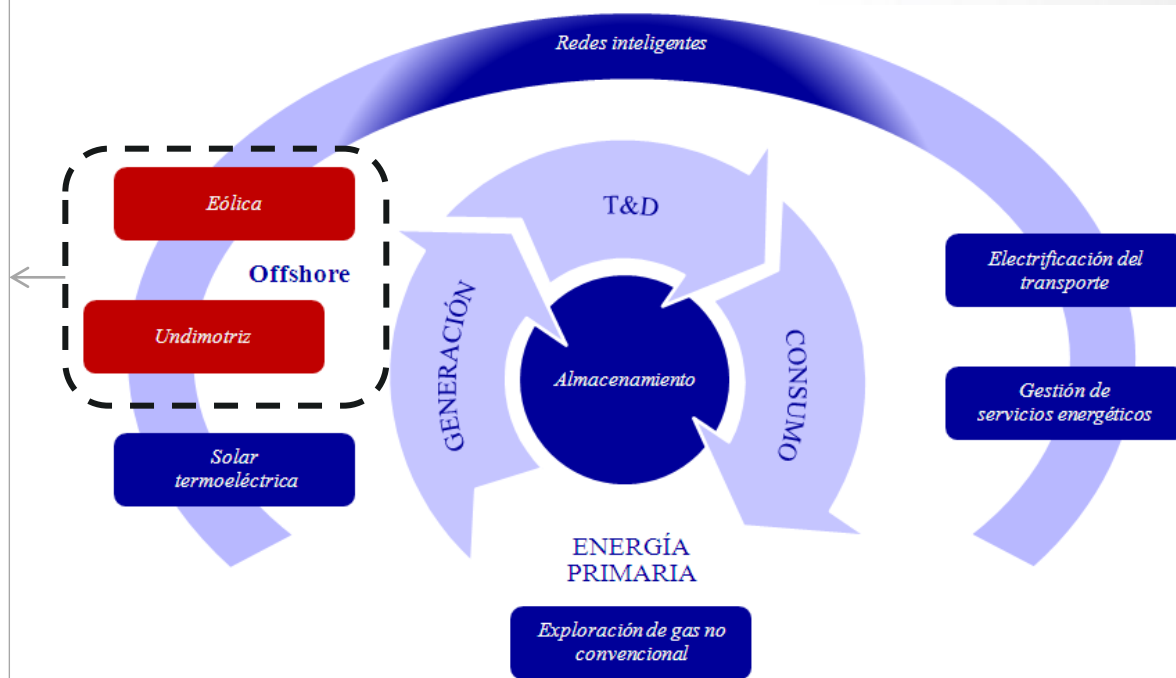 Redes inteligentes
Eólica
Offshore
Undimotriz
Solar
termoeléctrica
T&D
GENERACIÓN
CONSUMO
Almacenamiento
Electrificación del
transporte
Gestión de
servicios energéticos
ENERGÍA
PRIMARIA
Exploración de gas no
convencional